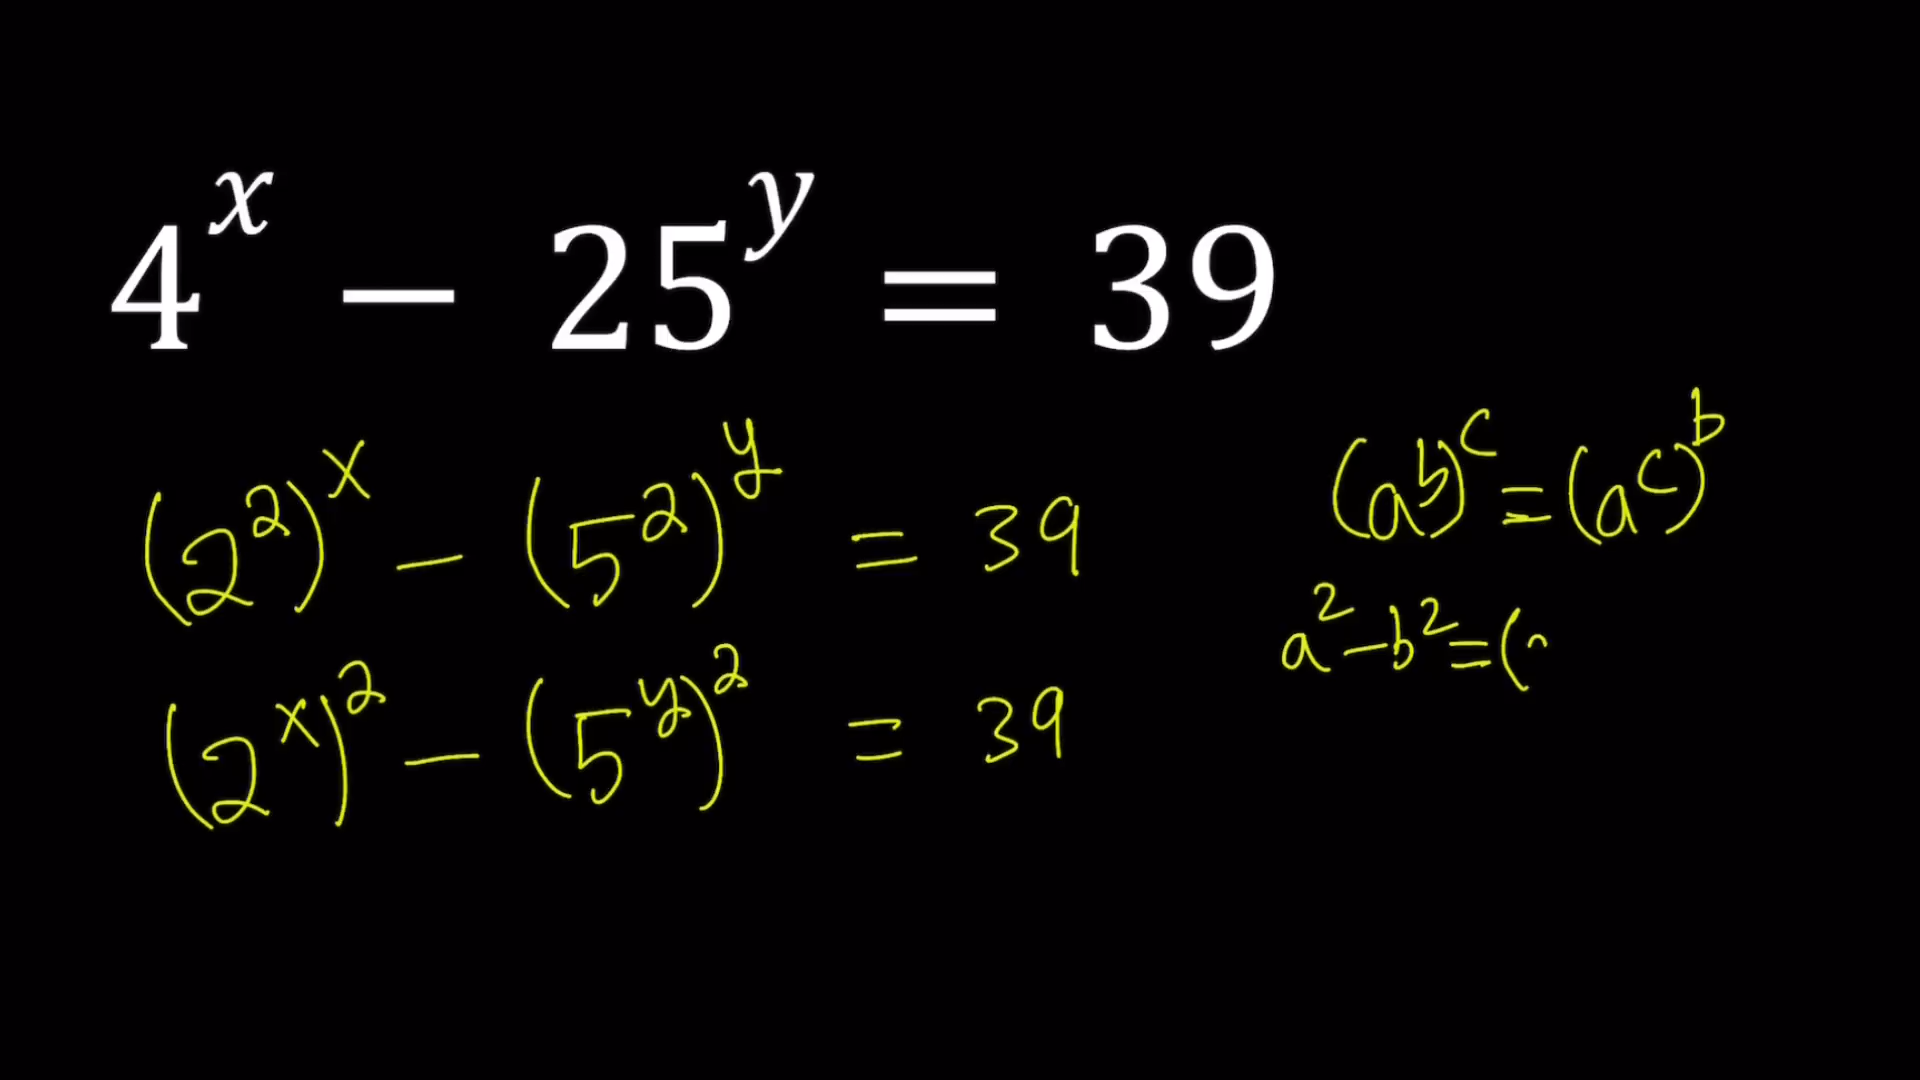 4^x − 25^y = 39
(2^2)^x − (5^2)^y = 39
(a^b)^c = (a^c)^b
a^2 − b^2 = (
(2^x)^2 − (5^y)^2 = 39